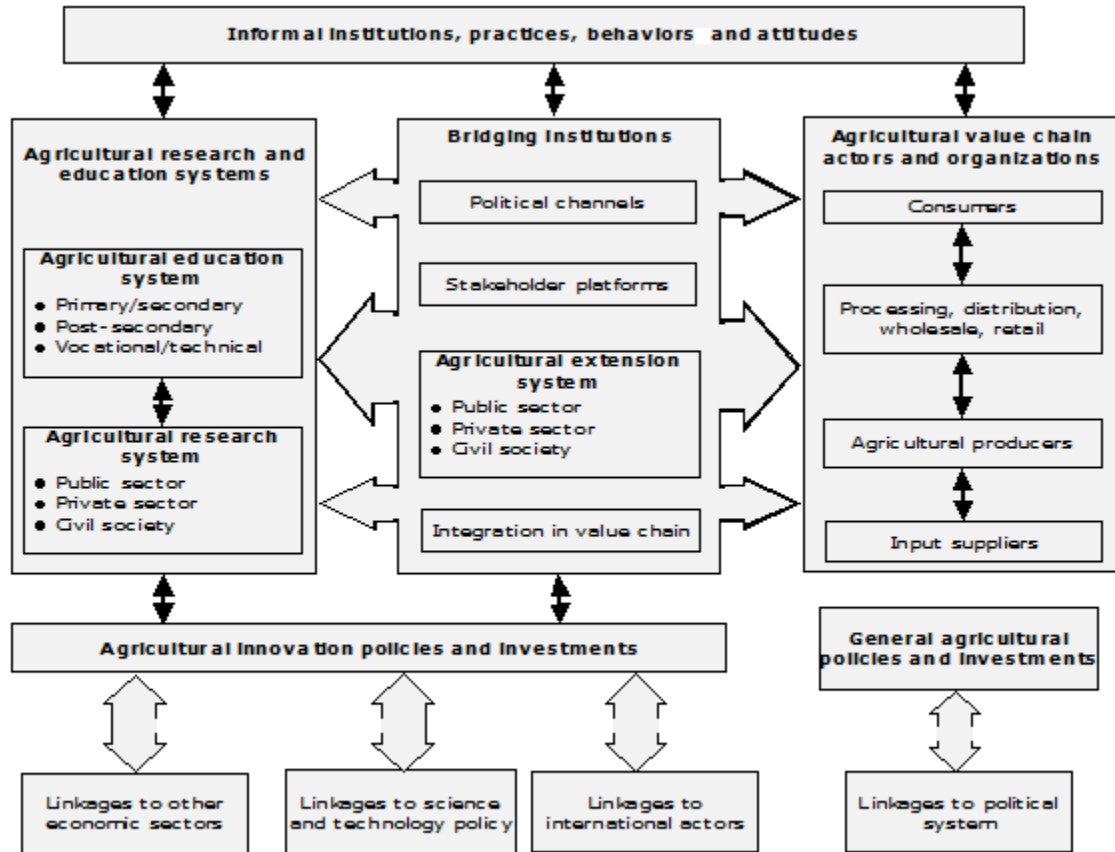 Informal institutions, practices, behaviors and attitudes
Agricultural research and
education systems
Agricultural education
system
● Primary/secondary
● Post-secondary
● Vocational/technical
Agricultural research
system
● Public sector
● Private sector
● Civil society
Bridging institutions
Political channels
Stakeholder platforms
Agricultural extension
system
● Public sector
● Private sector
● Civil society
Integration in value chain
Agricultural value chain
actors and organizations
Consumers
Processing, distribution,
wholesale, retail
Agricultural producers
Input suppliers
Agricultural innovation policies and investments
General agricultural
policies and investments
Linkages to other
economic sectors
Linkages to science
and technology policy
Linkages to
international actors
Linkages to political
system